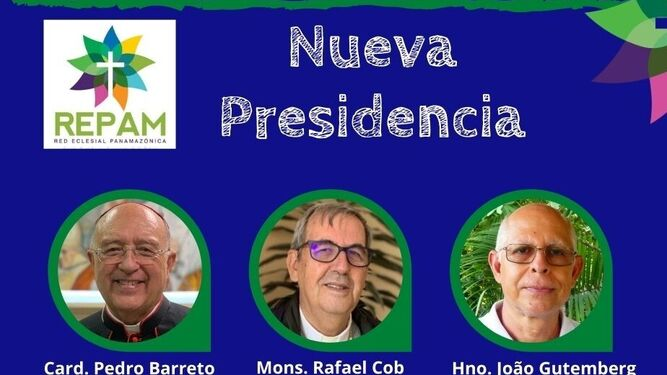 Nueva
Presidencia
REPAM
RED ECLESIAL PANAMAZÓNICA
Card. Pedro Barreto
Mons. Rafael Cob
Hno. João Gutemberg